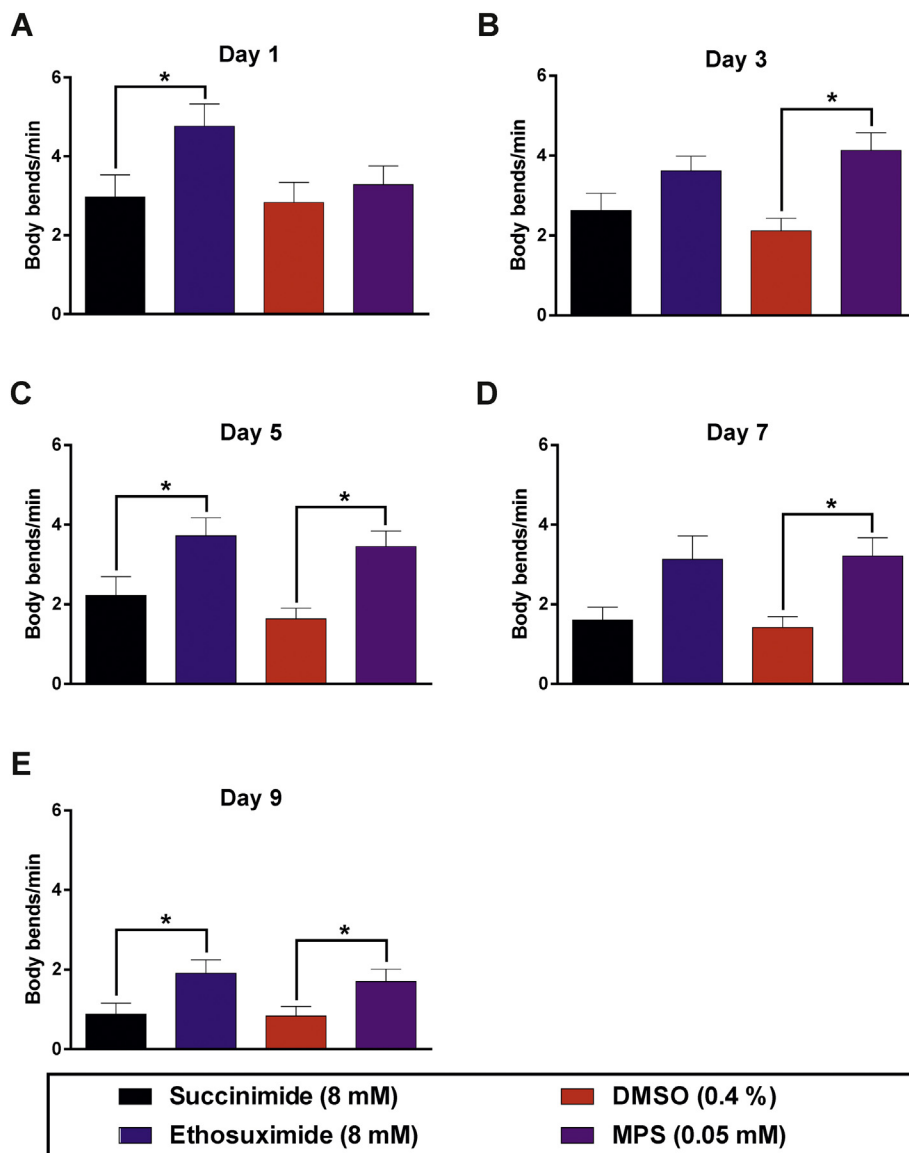 A
Day 1
Body bends/min
6
4
2
0
*
B
Day 3
Body bends/min
6
4
2
0
*
C
Day 5
Body bends/min
6
4
2
0
*
*
D
Day 7
Body bends/min
6
4
2
0
*
E
Day 9
Body bends/min
6
4
2
0
*
*
Succinimide (8 mM)
DMSO (0.4 %)
Ethosuximide (8 mM)
MPS (0.05 mM)